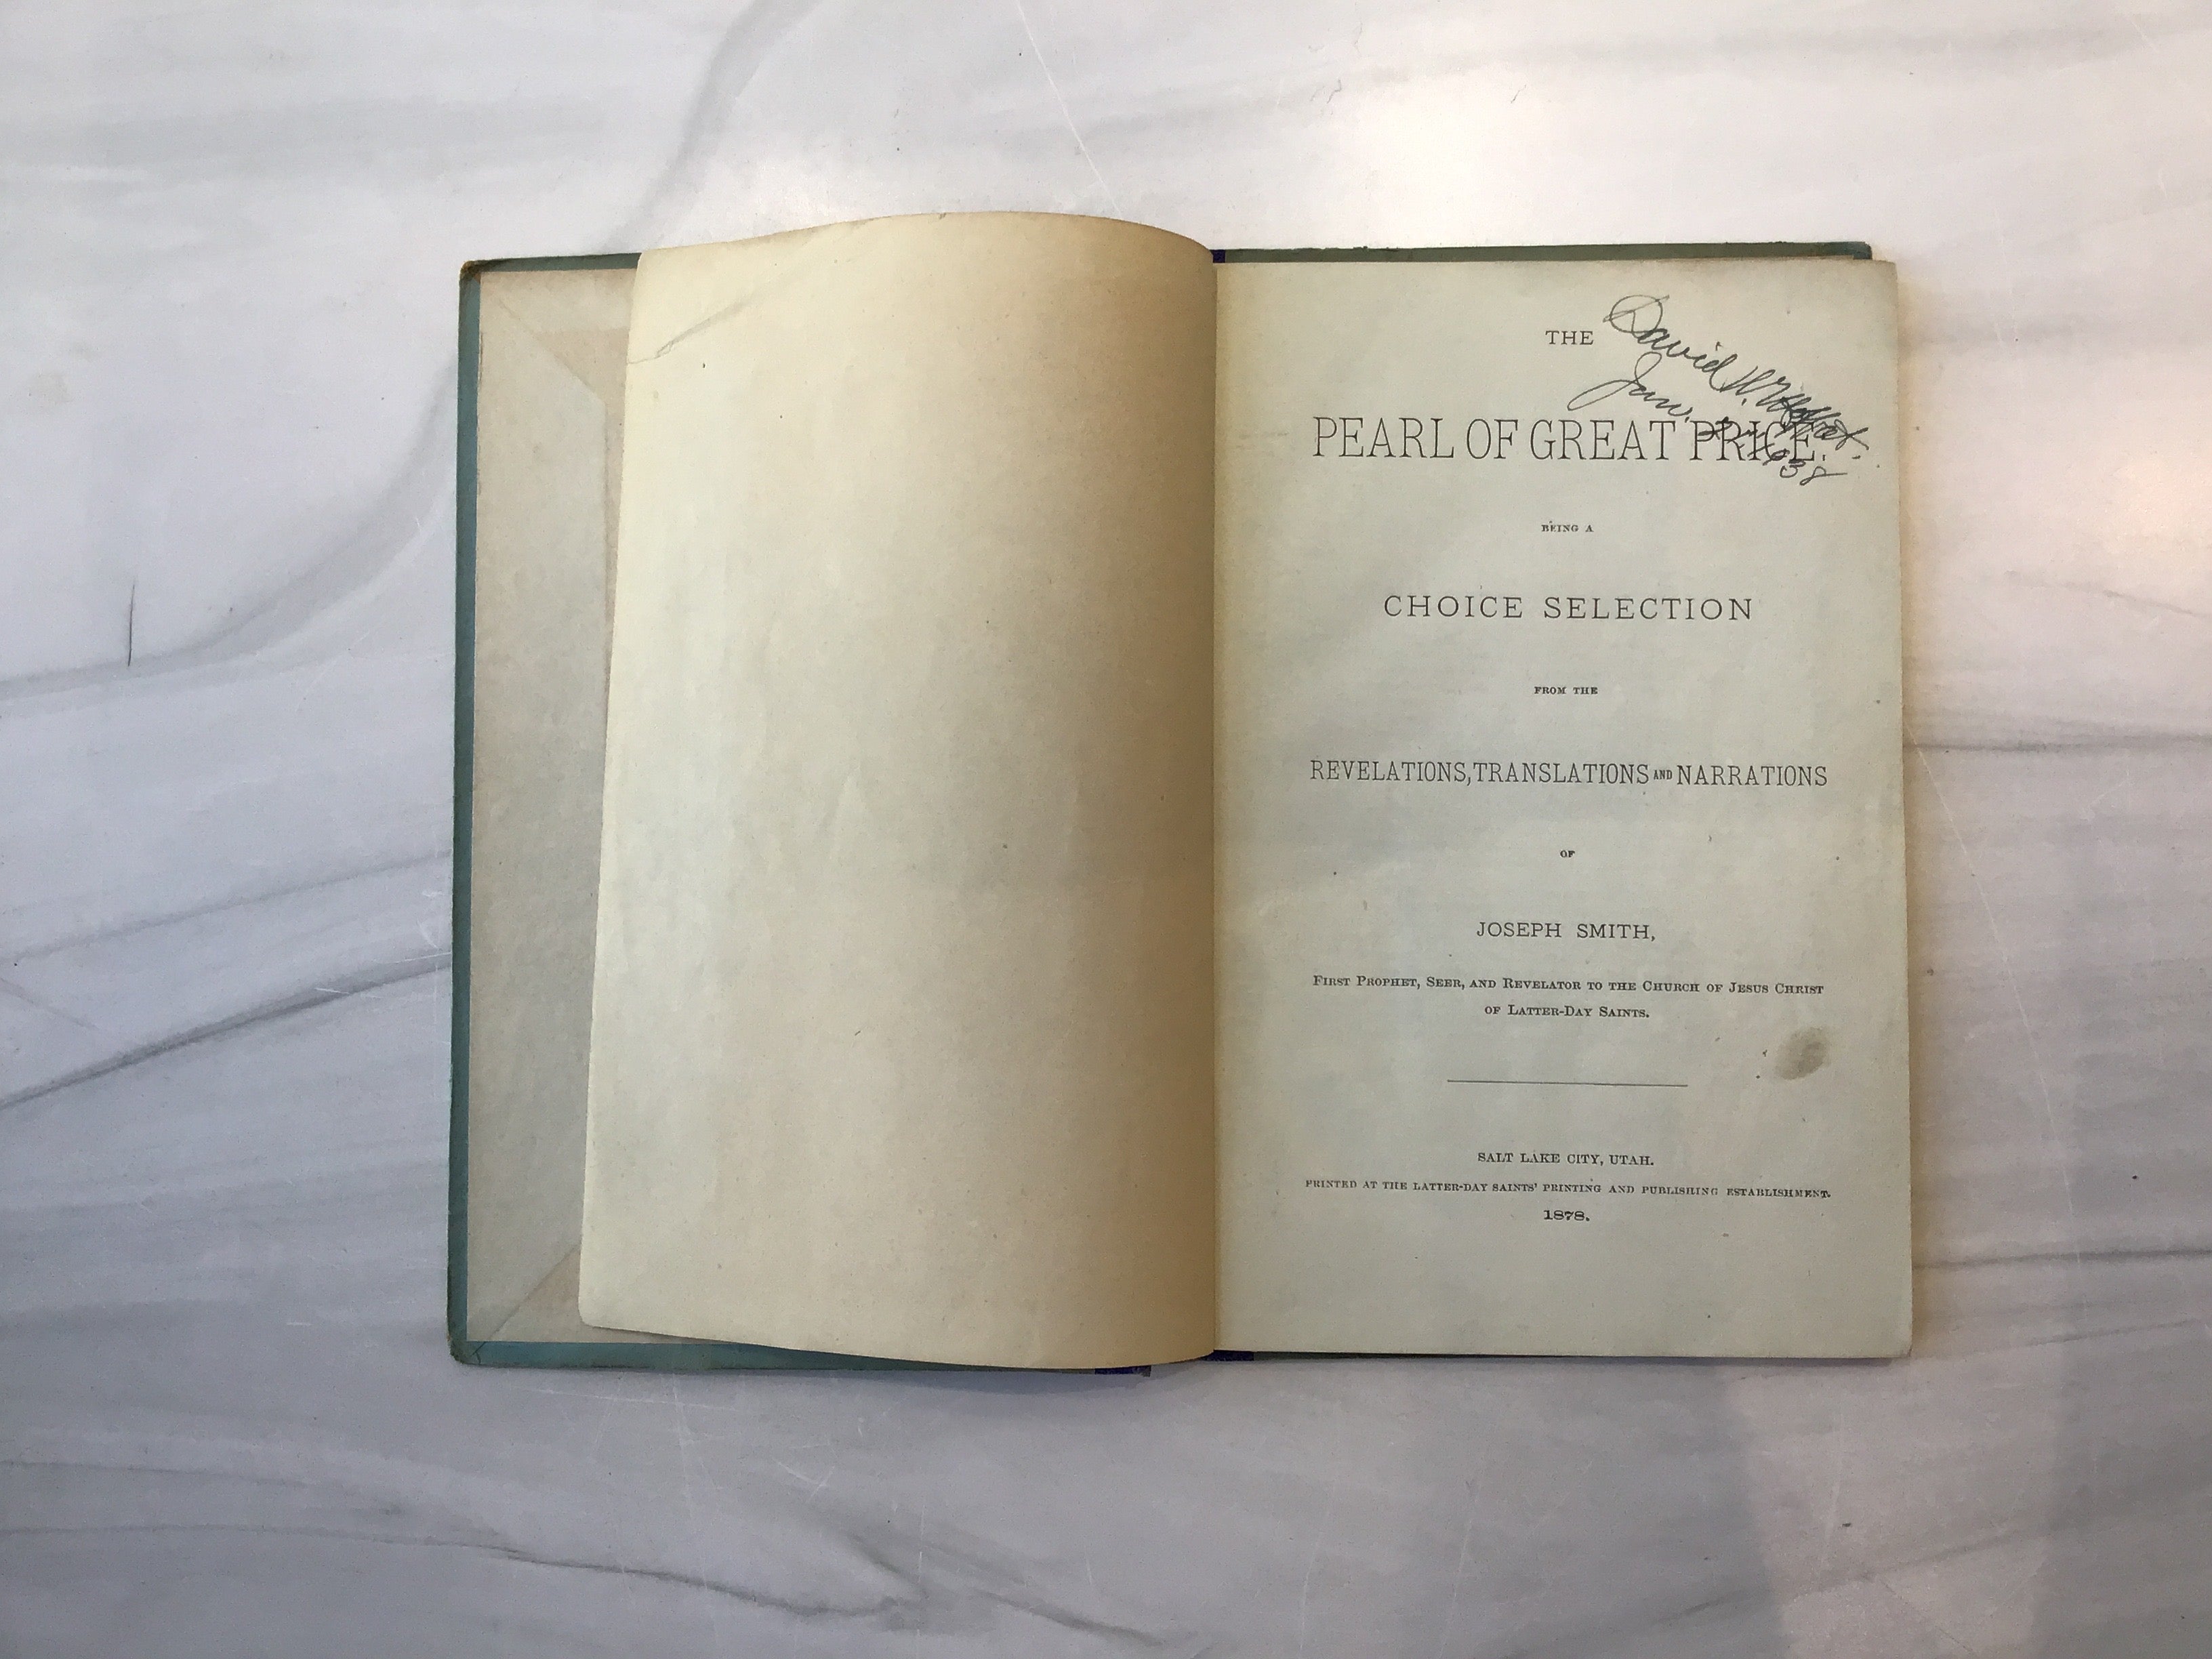 THE
David
Jan.
1938
PEARL OF GREAT PRICE:
BEING A
CHOICE SELECTION
FROM THE
REVELATIONS, TRANSLATIONS AND NARRATIONS
OF
JOSEPH SMITH,
FIRST PROPHET, SEER, AND REVELATOR TO THE CHURCH OF JESUS CHRIST
OF LATTER-DAY SAINTS.
SALT LAKE CITY, UTAH.
PRINTED AT THE LATTER-DAY SAINTS' PRINTING AND PUBLISHING ESTABLISHMENT.
1878.